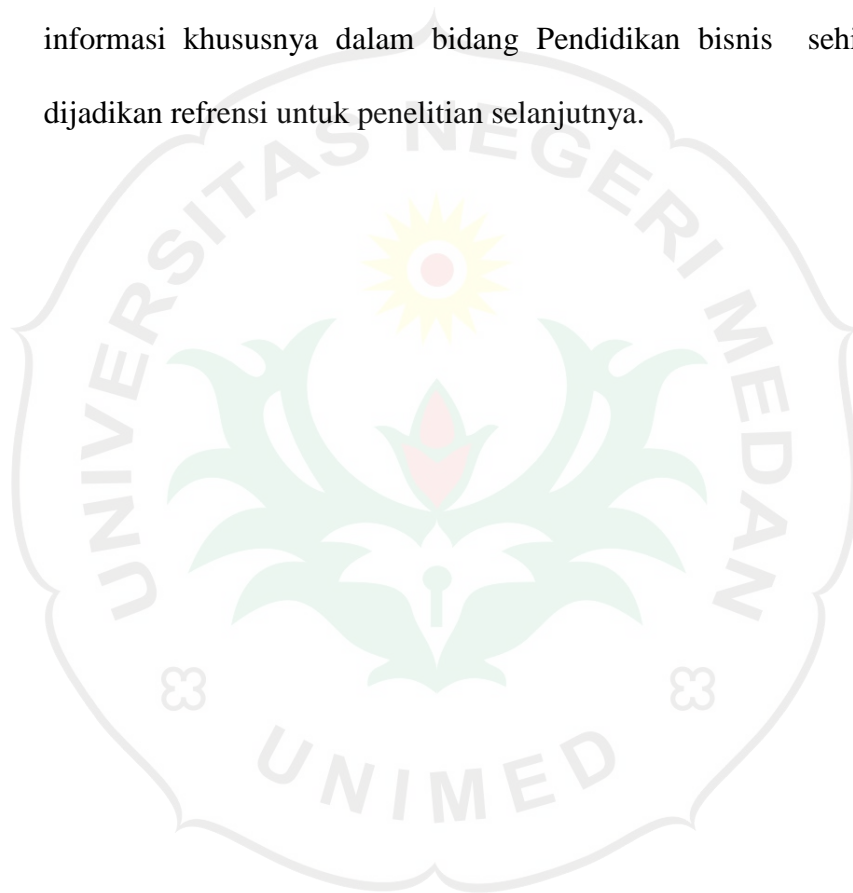 informasi khususnya dalam bidang Pendidikan bisnis
dijadikan refrensi untuk penelitian selanjutnya.
UNIVERSITAS NEGERI MEDAN
UNIMED